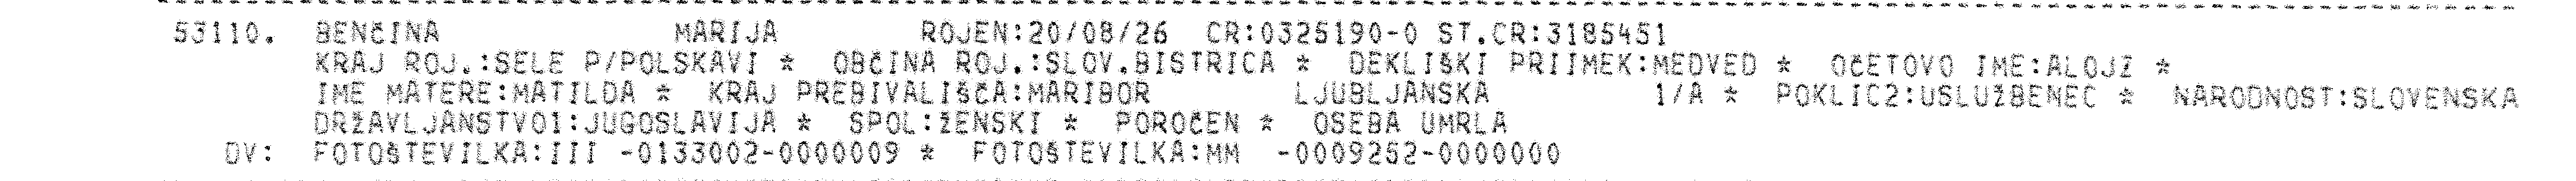 53110. BENČINA MARIJA ROJEN:20/08/26 CR:0325190-0 ST.CR:3185451
KRAJ ROJ.:SELE P/POLSKAVI * OBČINA ROJ.:SLOV.BISTRICA * DEKLIŠKI PRIIMEK:MEDVED * OČETOVO IME:ALOJZ *
IME MATERE:MATILDA * KRAJ PREBIVALIŠČA:MARIBOR LJUBLJANSKA 1/A * POKLIC2:USLUŽBENEC * NARODNOST:SLOVENSKA
DRŽAVLJANSTVO1:JUGOSLAVIJA * SPOL:ŽENSKI * POROČEN * OSEBA UMRLA
DV: FOTOŠTEVILKA:III -0133002-0000009 * FOTOŠTEVILKA:MM -0009252-0000000